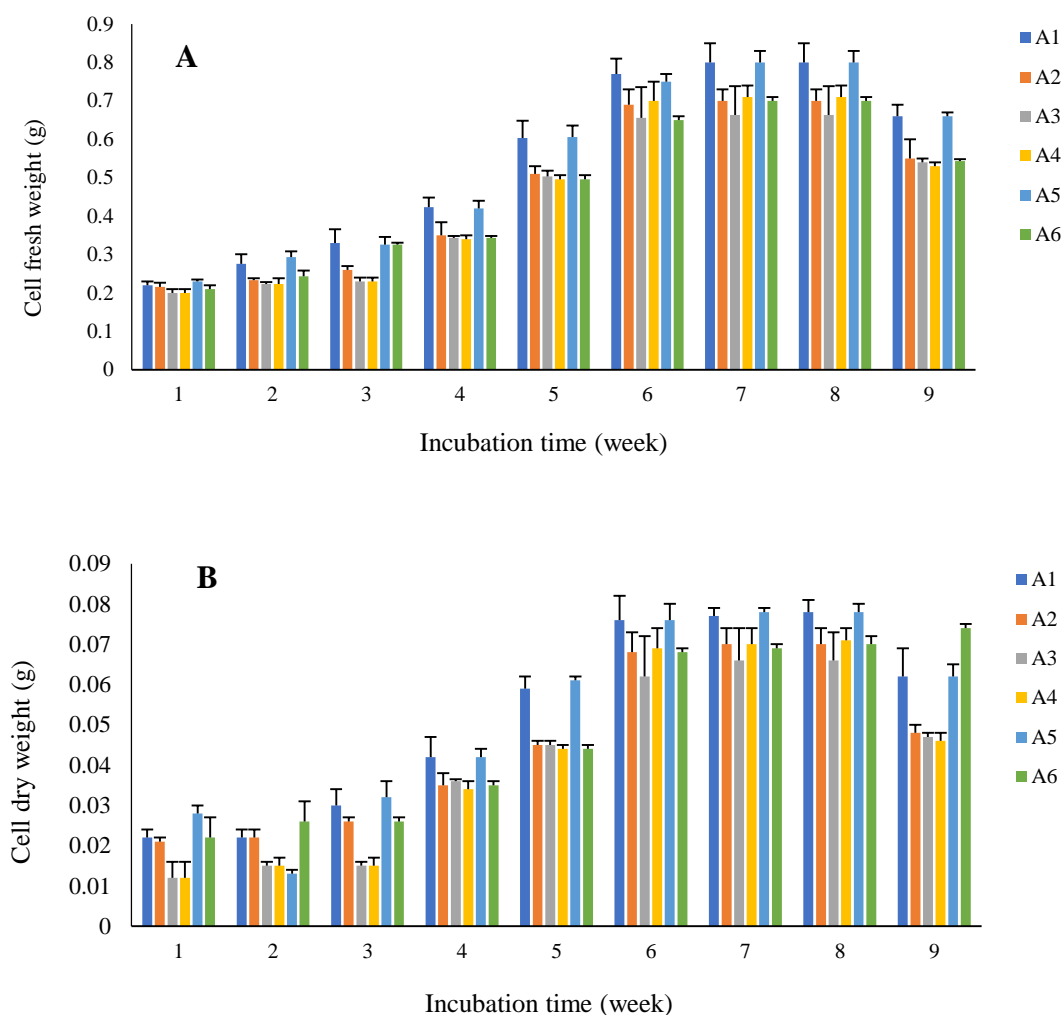 A
Cell fresh weight (g)
0.9
0.8
0.7
0.6
0.5
0.4
0.3
0.2
0.1
0
1 2 3 4 5 6 7 8 9
Incubation time (week)
A1
A2
A3
A4
A5
A6
B
Cell dry weight (g)
0.09
0.08
0.07
0.06
0.05
0.04
0.03
0.02
0.01
0
1 2 3 4 5 6 7 8 9
Incubation time (week)
A1
A2
A3
A4
A5
A6